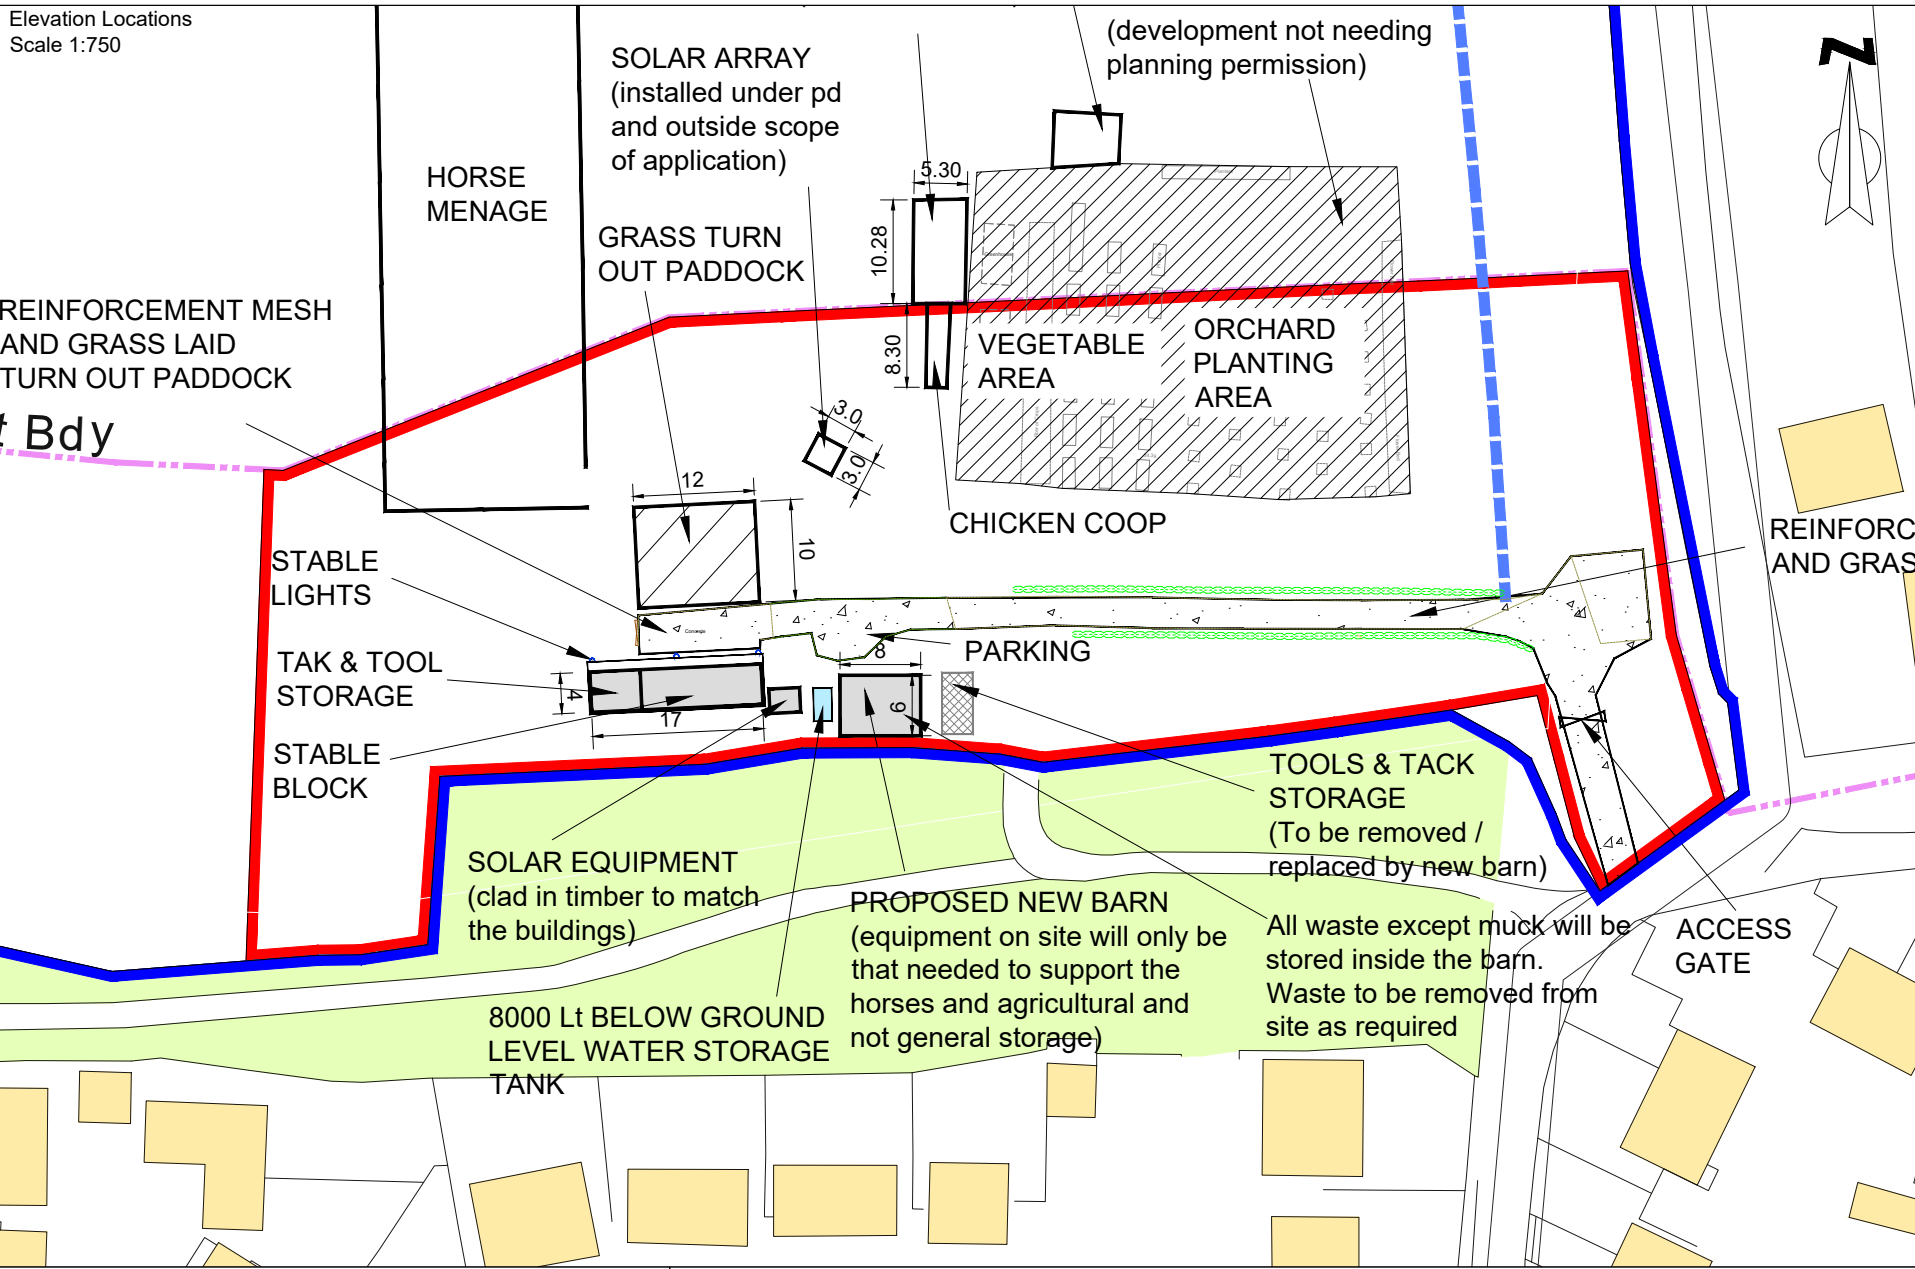 Elevation Locations
Scale 1:750
SOLAR ARRAY
(installed under pd
and outside scope
of application)
(development not needing
planning permission)
N
HORSE
MENAGE
5.30
10.28
GRASS TURN
OUT PADDOCK
REINFORCEMENT MESH
AND GRASS LAID
TURN OUT PADDOCK
t Bdy
8.30
VEGETABLE
AREA
ORCHARD
PLANTING
AREA
3.0
3.0
12
10
CHICKEN COOP
REINFORC
AND GRAS
STABLE
LIGHTS
Concrete
PARKING
TAK & TOOL
STORAGE
4
17
8
6
STABLE
BLOCK
TOOLS & TACK
STORAGE
(To be removed /
replaced by new barn)
SOLAR EQUIPMENT
(clad in timber to match
the buildings)
PROPOSED NEW BARN
(equipment on site will only be
that needed to support the
horses and agricultural and
not general storage)
All waste except muck will be
stored inside the barn.
Waste to be removed from
site as required
ACCESS
GATE
8000 Lt BELOW GROUND
LEVEL WATER STORAGE
TANK